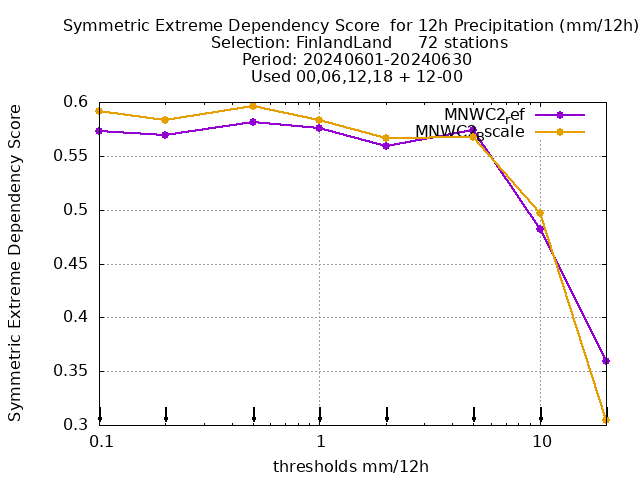 Symmetric Extreme Dependency Score  for 12h Precipitation (mm/12h)
Selection: FinlandLand     72 stations
Period: 20240601-20240630
Used 00,06,12,18 + 12-00
Symmetric Extreme Dependency Score
0.6
0.55
0.5
0.45
0.4
0.35
0.3
MNWC2ref
MNWC2Bscale
0.1
1
10
thresholds mm/12h